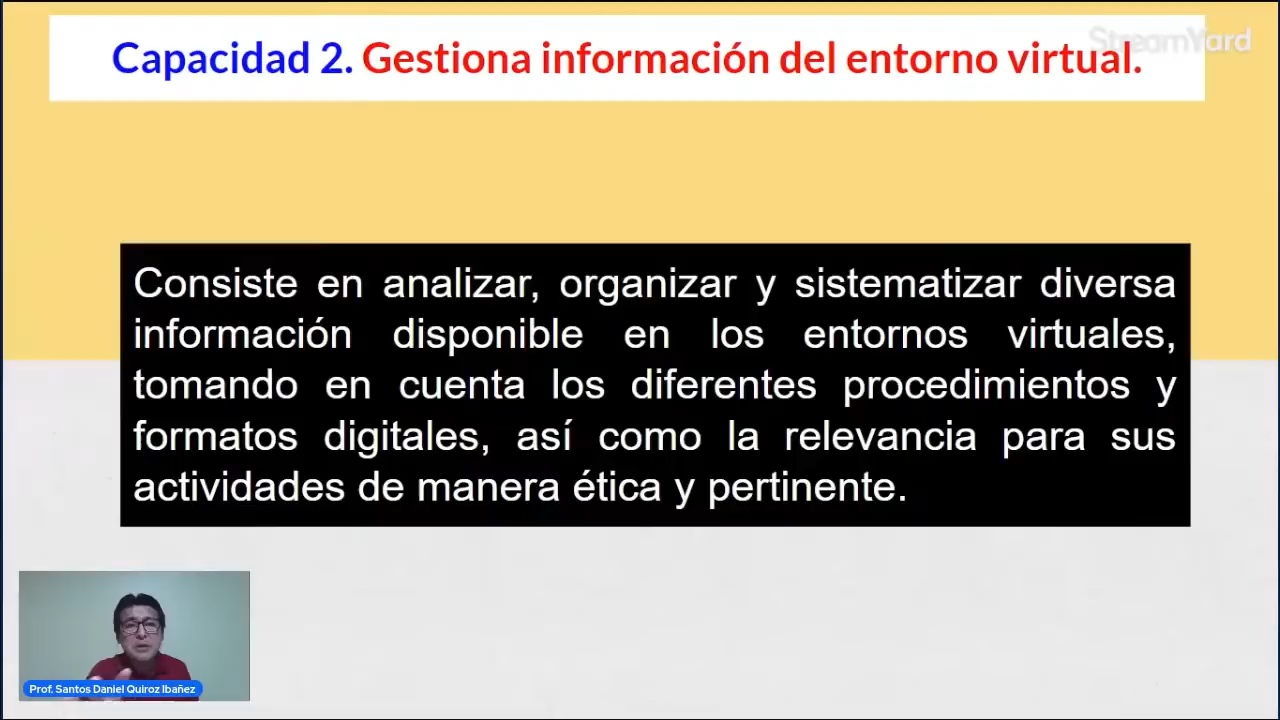 StreamYard
Capacidad 2. Gestiona información del entorno virtual.
Consiste en analizar, organizar y sistematizar diversa
información disponible en los entornos virtuales,
tomando en cuenta los diferentes procedimientos y
formatos digitales, así como la relevancia para sus
actividades de manera ética y pertinente.
Prof. Santos Daniel Quiroz Ibañez